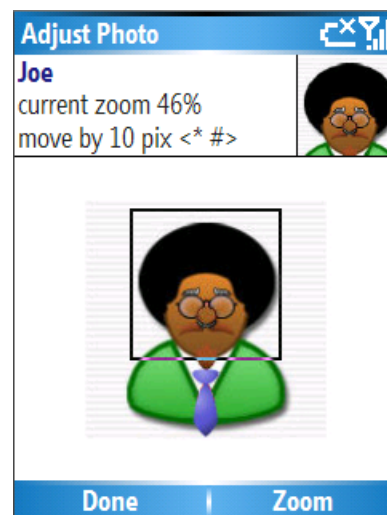 Adjust Photo
Joe
current zoom 46%
move by 10 pix <* #>
Done Zoom